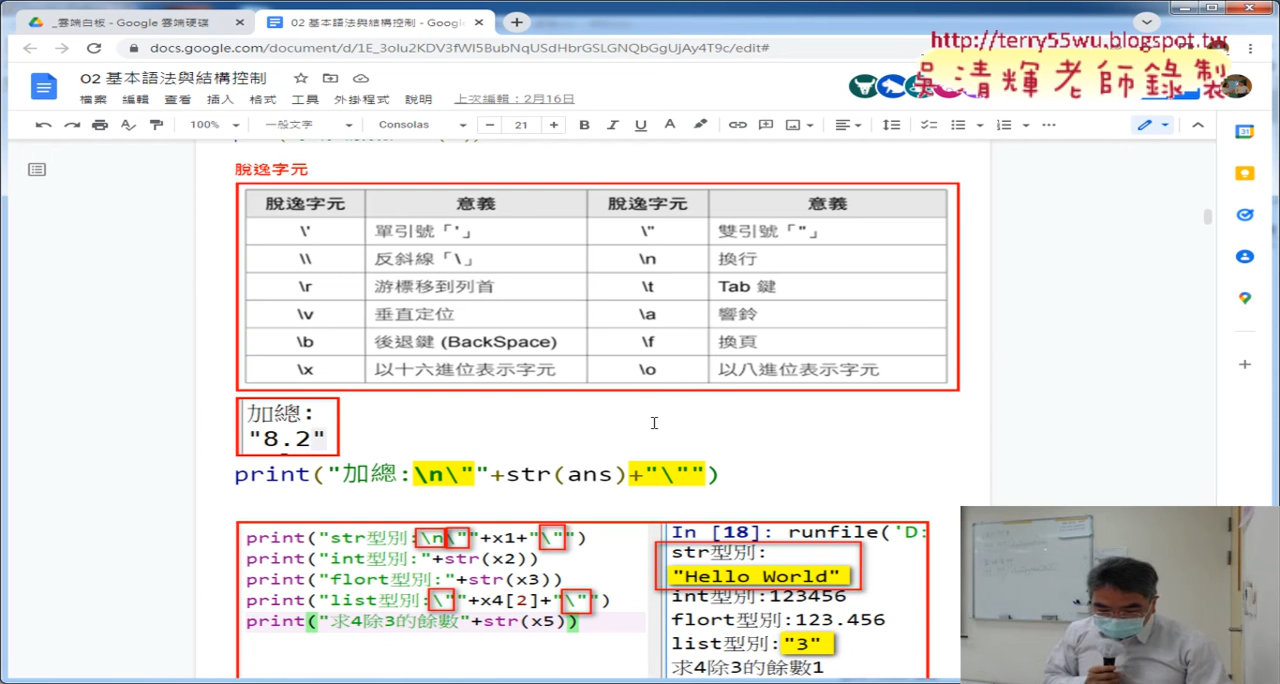 _雲端白板 - Google 雲端硬碟
02 基本語法與結構控制 - Googl
docs.google.com/document/d/1E_3oIu2KDV3fWI5BubNqUSdHbrGSLGNQbGgUjAy4T9c/edit#
http://terry55wu.blogspot.tw
吳清輝老師錄製
02 基本語法與結構控制
檔案 編輯 查看 插入 格式 工具 外掛程式 說明 上次編輯：2月16日
100% 一般文字 Consolas 21 B I U A
脫逸字元
脫逸字元 意義 脫逸字元 意義
\' 單引號「'」 \" 雙引號「"」
\\ 反斜線「\」 \n 換行
\r 游標移到列首 \t Tab 鍵
\v 垂直定位 \a 響鈴
\b 後退鍵 (BackSpace) \f 換頁
\x 以十六進位表示字元 \o 以八進位表示字元
加總:
"8.2"
print("加總:\n\""+str(ans)+"\"")
print("str型別:\n\""+x1+"\"")
print("int型別:"+str(x2))
print("flort型別:"+str(x3))
print("list型別:\""+x4[2]+"\"")
print("求4除3的餘數"+str(x5))
In [18]: runfile('D:
str型別:
"Hello World"
int型別:123456
flort型別:123.456
list型別:"3"
求4除3的餘數1